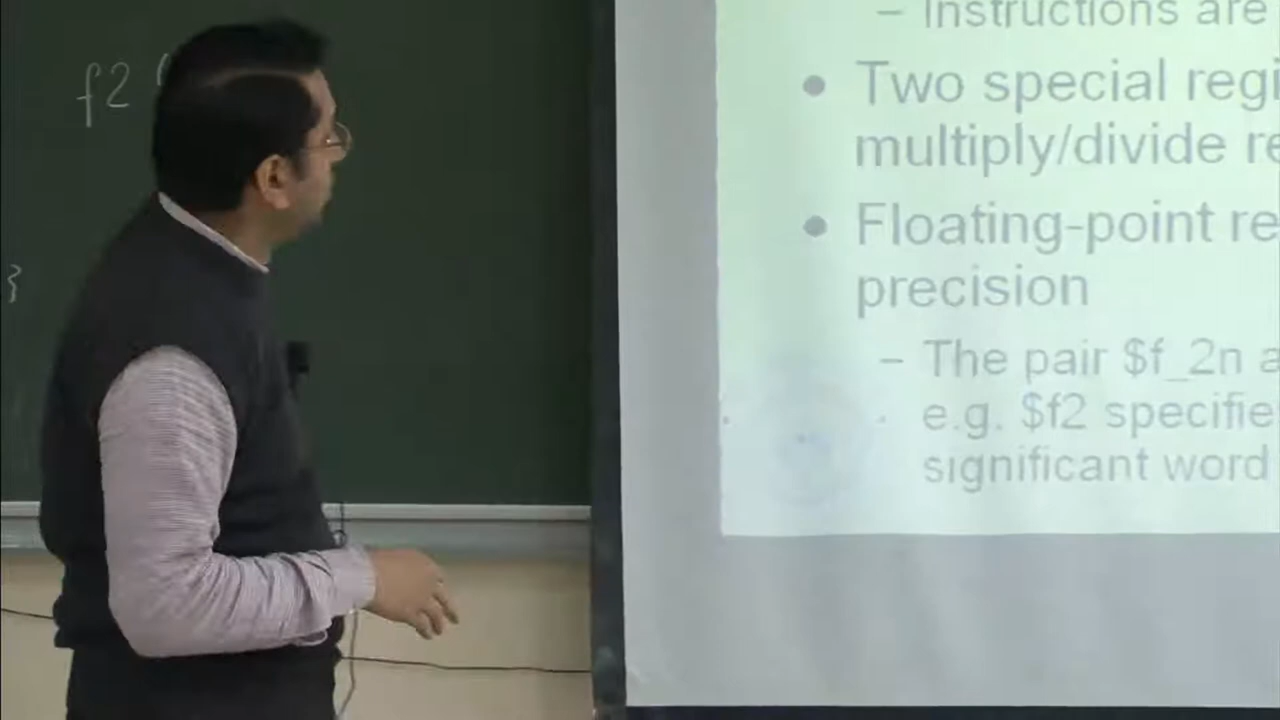 f2
}
– Instructions are
• Two special regi
multiply/divide re
• Floating-point re
precision
– The pair $f_2n a
e.g. $f2 specifie
significant word